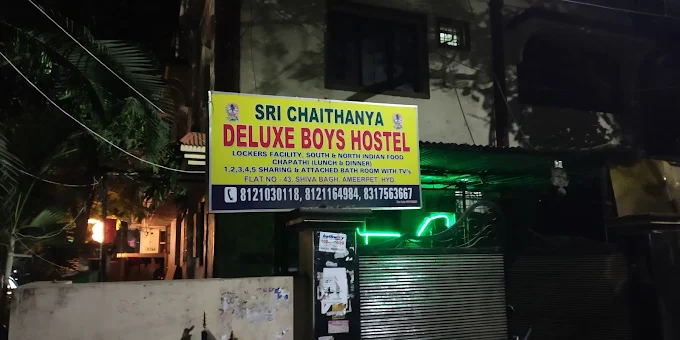 SRI CHAITHANYA
DELUXE BOYS HOSTEL
LOCKERS FACILITY, SOUTH & NORTH INDIAN FOOD
CHAPATHI (LUNCH & DINNER)
1,2,3,4,5 SHARING & ATTACHED BATH ROOM WITH TV's
FLAT NO - 43, SHIVA BAGH, AMEERPET, HYD.
8121030118, 8121164984, 8317563667